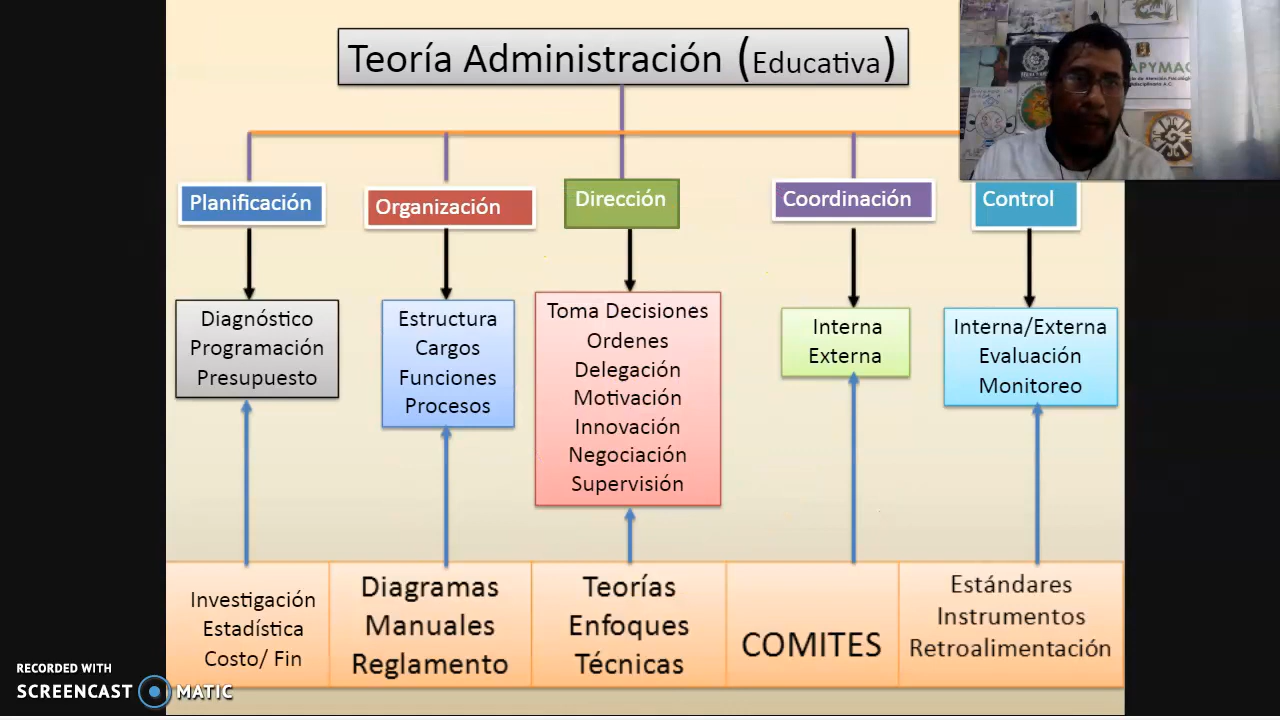 Teoría Administración (Educativa)
APYMAC
Planificación
Organización
Dirección
Coordinación
Control
Diagnóstico
Programación
Presupuesto
Estructura
Cargos
Funciones
Procesos
Toma Decisiones
Ordenes
Delegación
Motivación
Innovación
Negociación
Supervisión
Interna
Externa
Interna/Externa
Evaluación
Monitoreo
Investigación
Estadística
Costo/ Fin
Diagramas
Manuales
Reglamento
Teorías
Enfoques
Técnicas
COMITES
Estándares
Instrumentos
Retroalimentación
RECORDED WITH
SCREENCAST MATIC